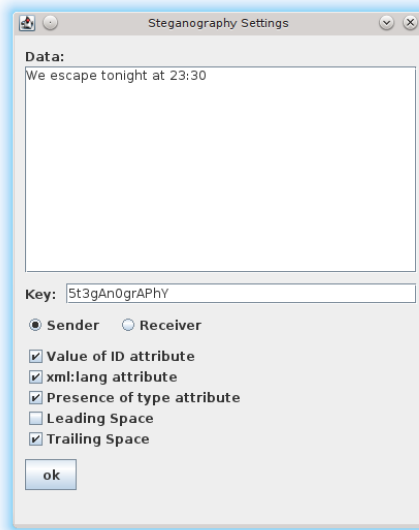 Steganography Settings
Data:
We escape tonight at 23:30
Key: 5t3gAn0grAPhY
Sender Receiver
Value of ID attribute
xml:lang attribute
Presence of type attribute
Leading Space
Trailing Space
ok